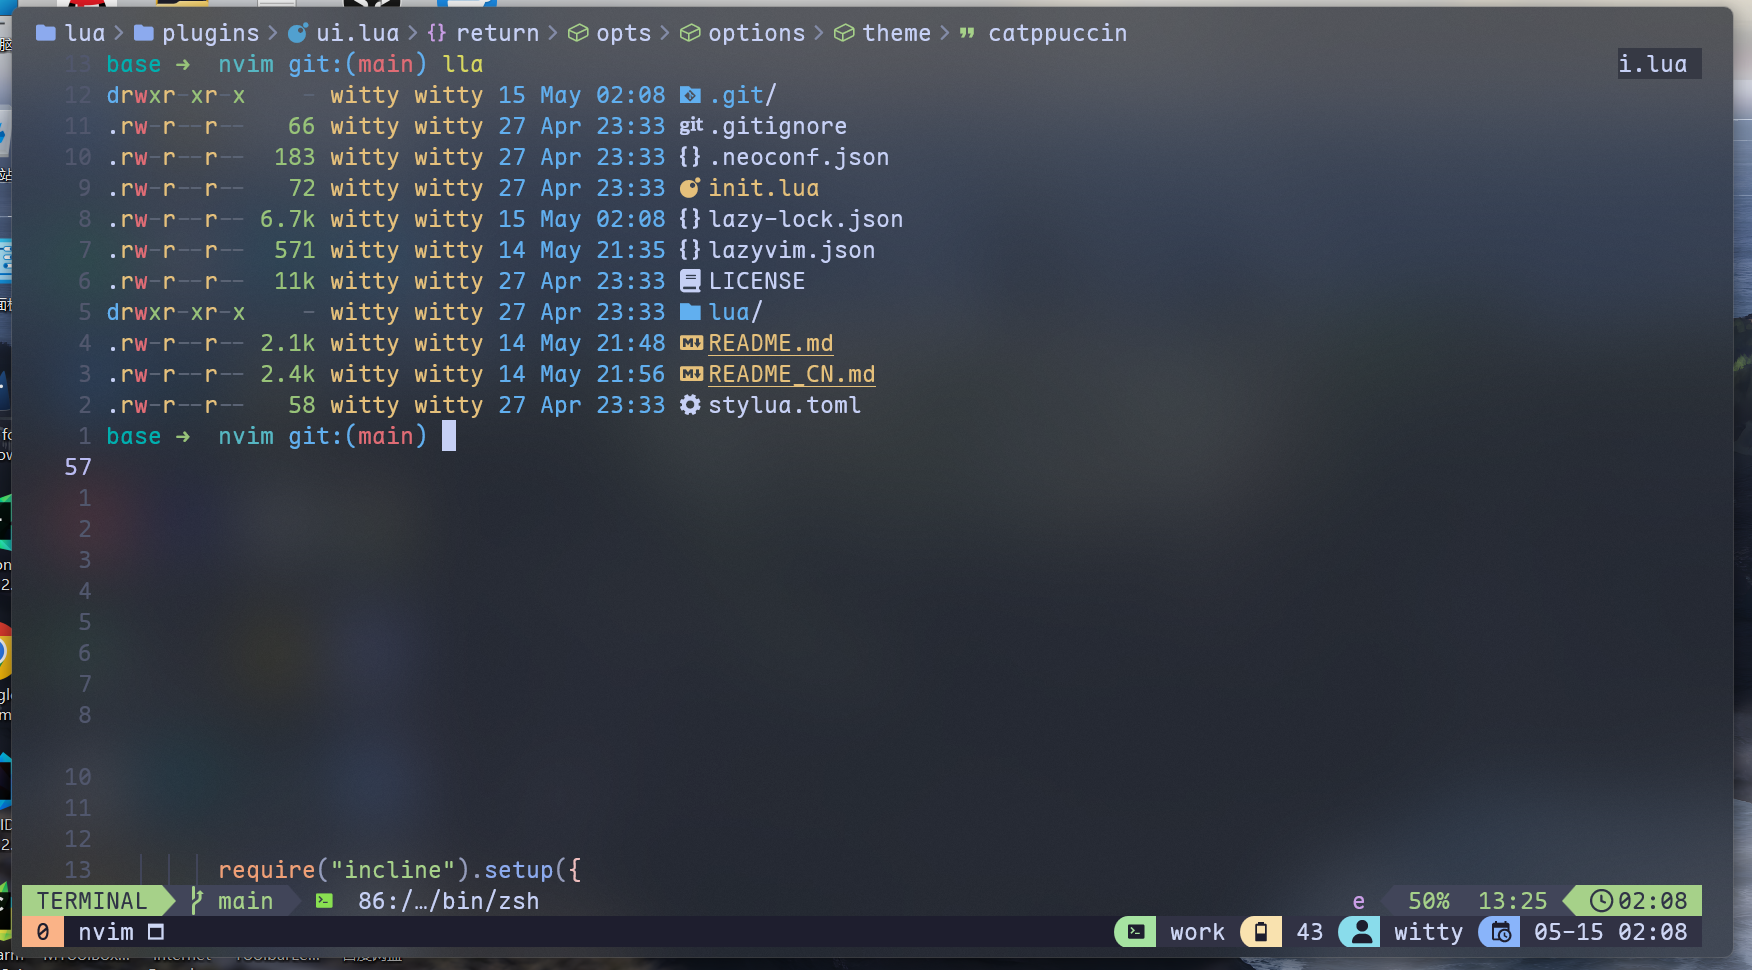 lua > plugins > ui.lua > {} return > opts > options > theme > catppuccin
13 base → nvim git:(main) lla
i.lua
12 drwxr-xr-x - witty witty 15 May 02:08 .git/
11 .rw-r--r-- 66 witty witty 27 Apr 23:33 git .gitignore
10 .rw-r--r-- 183 witty witty 27 Apr 23:33 {} .neoconf.json
9 .rw-r--r-- 72 witty witty 27 Apr 23:33 init.lua
8 .rw-r--r-- 6.7k witty witty 15 May 02:08 {} lazy-lock.json
7 .rw-r--r-- 571 witty witty 14 May 21:35 {} lazyvim.json
6 .rw-r--r-- 11k witty witty 27 Apr 23:33 LICENSE
5 drwxr-xr-x - witty witty 27 Apr 23:33 lua/
4 .rw-r--r-- 2.1k witty witty 14 May 21:48 README.md
3 .rw-r--r-- 2.4k witty witty 14 May 21:56 README_CN.md
2 .rw-r--r-- 58 witty witty 27 Apr 23:33 stylua.toml
1 base → nvim git:(main)
57
1
2
3
4
5
6
7
8
10
11
12
13 require("incline").setup({
TERMINAL main 86:/…/bin/zsh e 50% 13:25 02:08
0 nvim work 43 witty 05-15 02:08